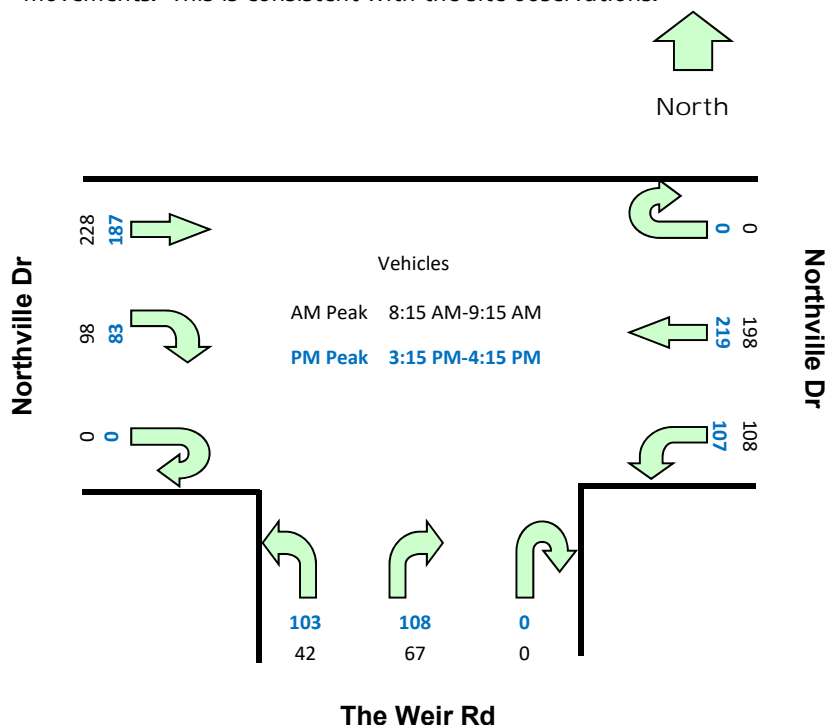 movements. This is consistent with the site observations.
North
228
187
0
0
Vehicles
Northville Dr
98
83
AM Peak 8:15 AM-9:15 AM
PM Peak 3:15 PM-4:15 PM
219
198
Northville Dr
0
0
107
108
103
108
0
42
67
0
The Weir Rd